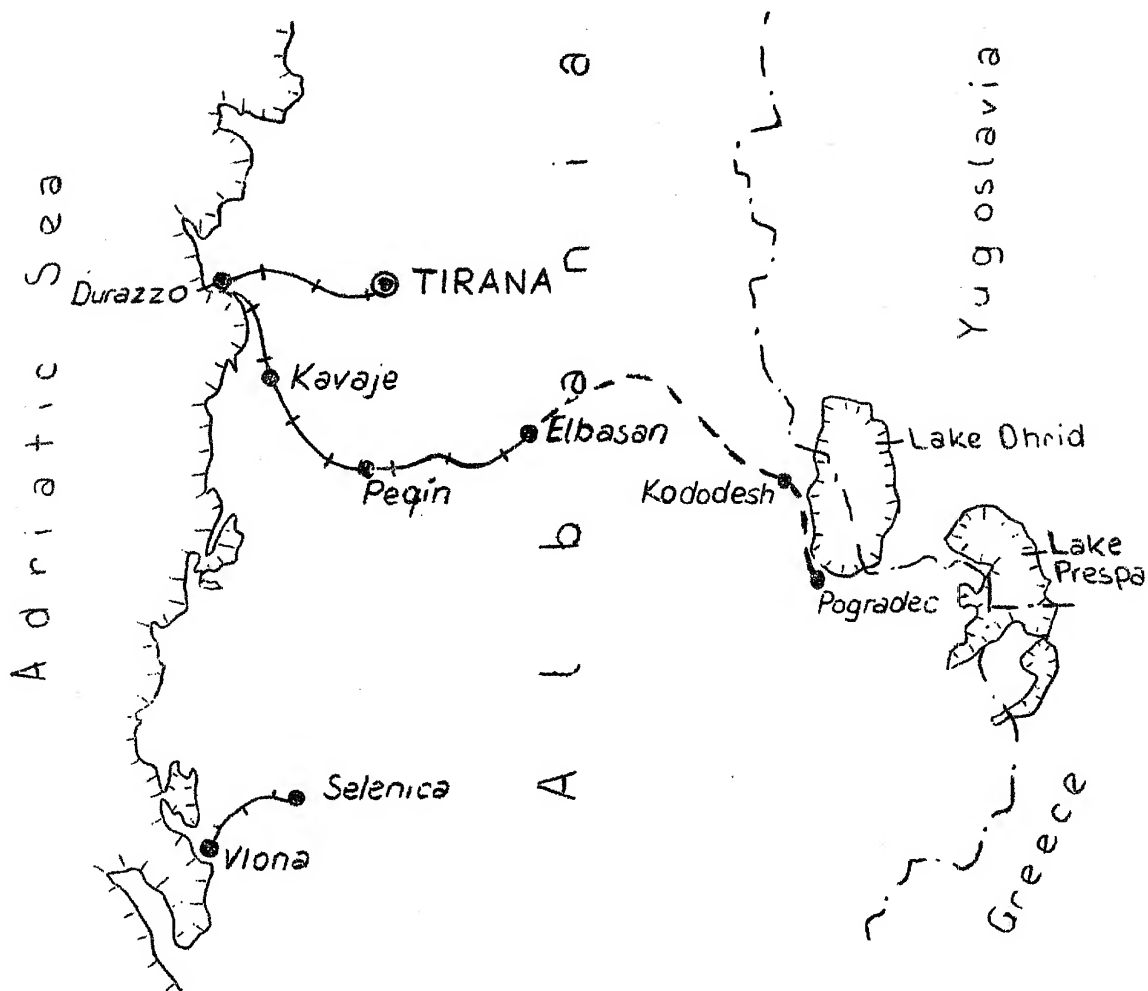 Adriatic Sea
Albania
Yugoslavia
Durazzo
TIRANA
Kavaje
Elbasan
Peqin
Lake Ohrid
Kododesh
Lake
Prespa
Pogradec
Selenica
Vlona
Greece